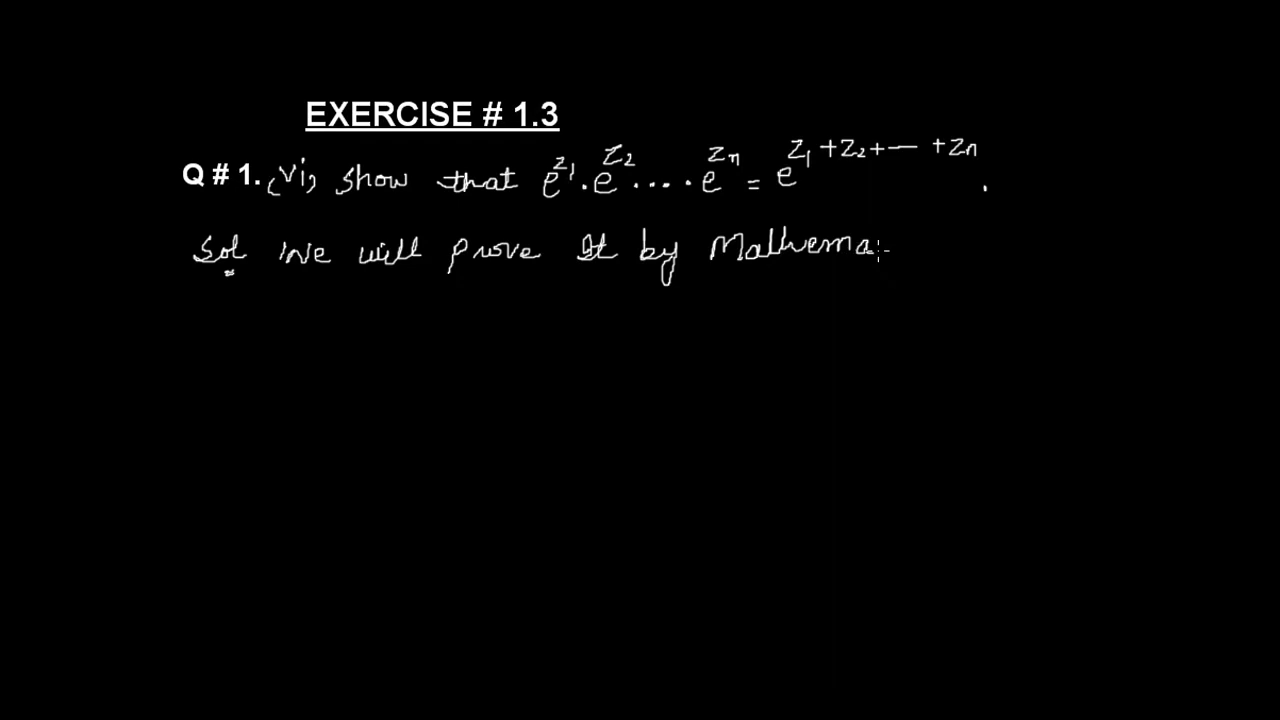 EXERCISE # 1.3
Q # 1. (vi) show that e^z₁ . e^z₂ . . . . . e^zₙ = e^z₁+z₂+---+zₙ .
Sol we will prove it by Mathema